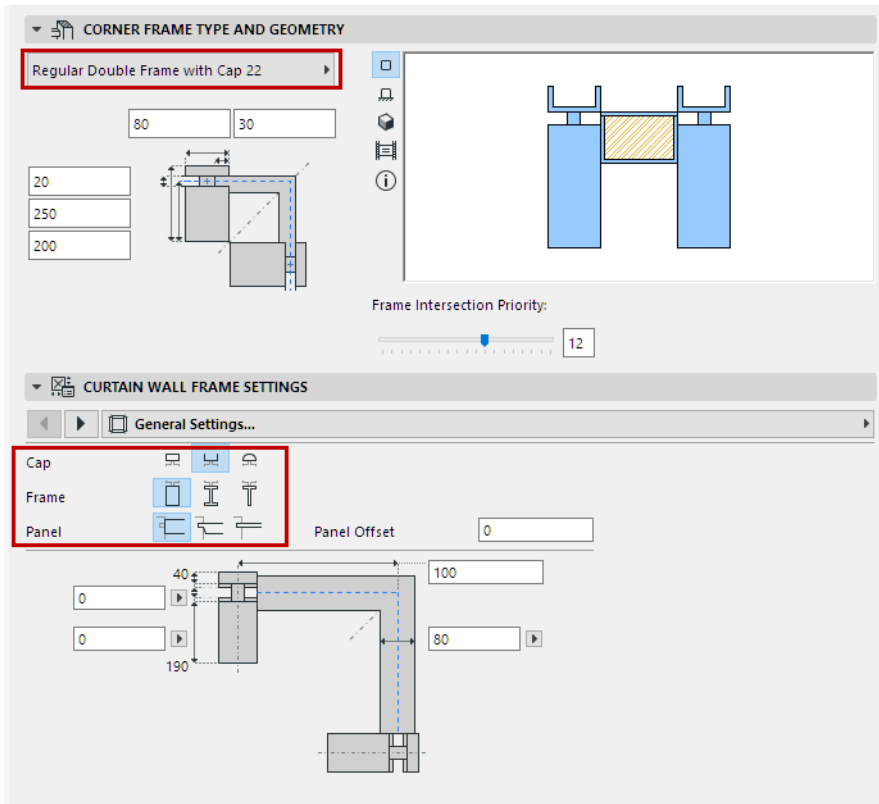 CORNER FRAME TYPE AND GEOMETRY
Regular Double Frame with Cap 22
80 30
20
250
200
Frame Intersection Priority:
12
CURTAIN WALL FRAME SETTINGS
General Settings...
Cap
Frame
Panel
Panel Offset 0
40
100
0
0
80
190